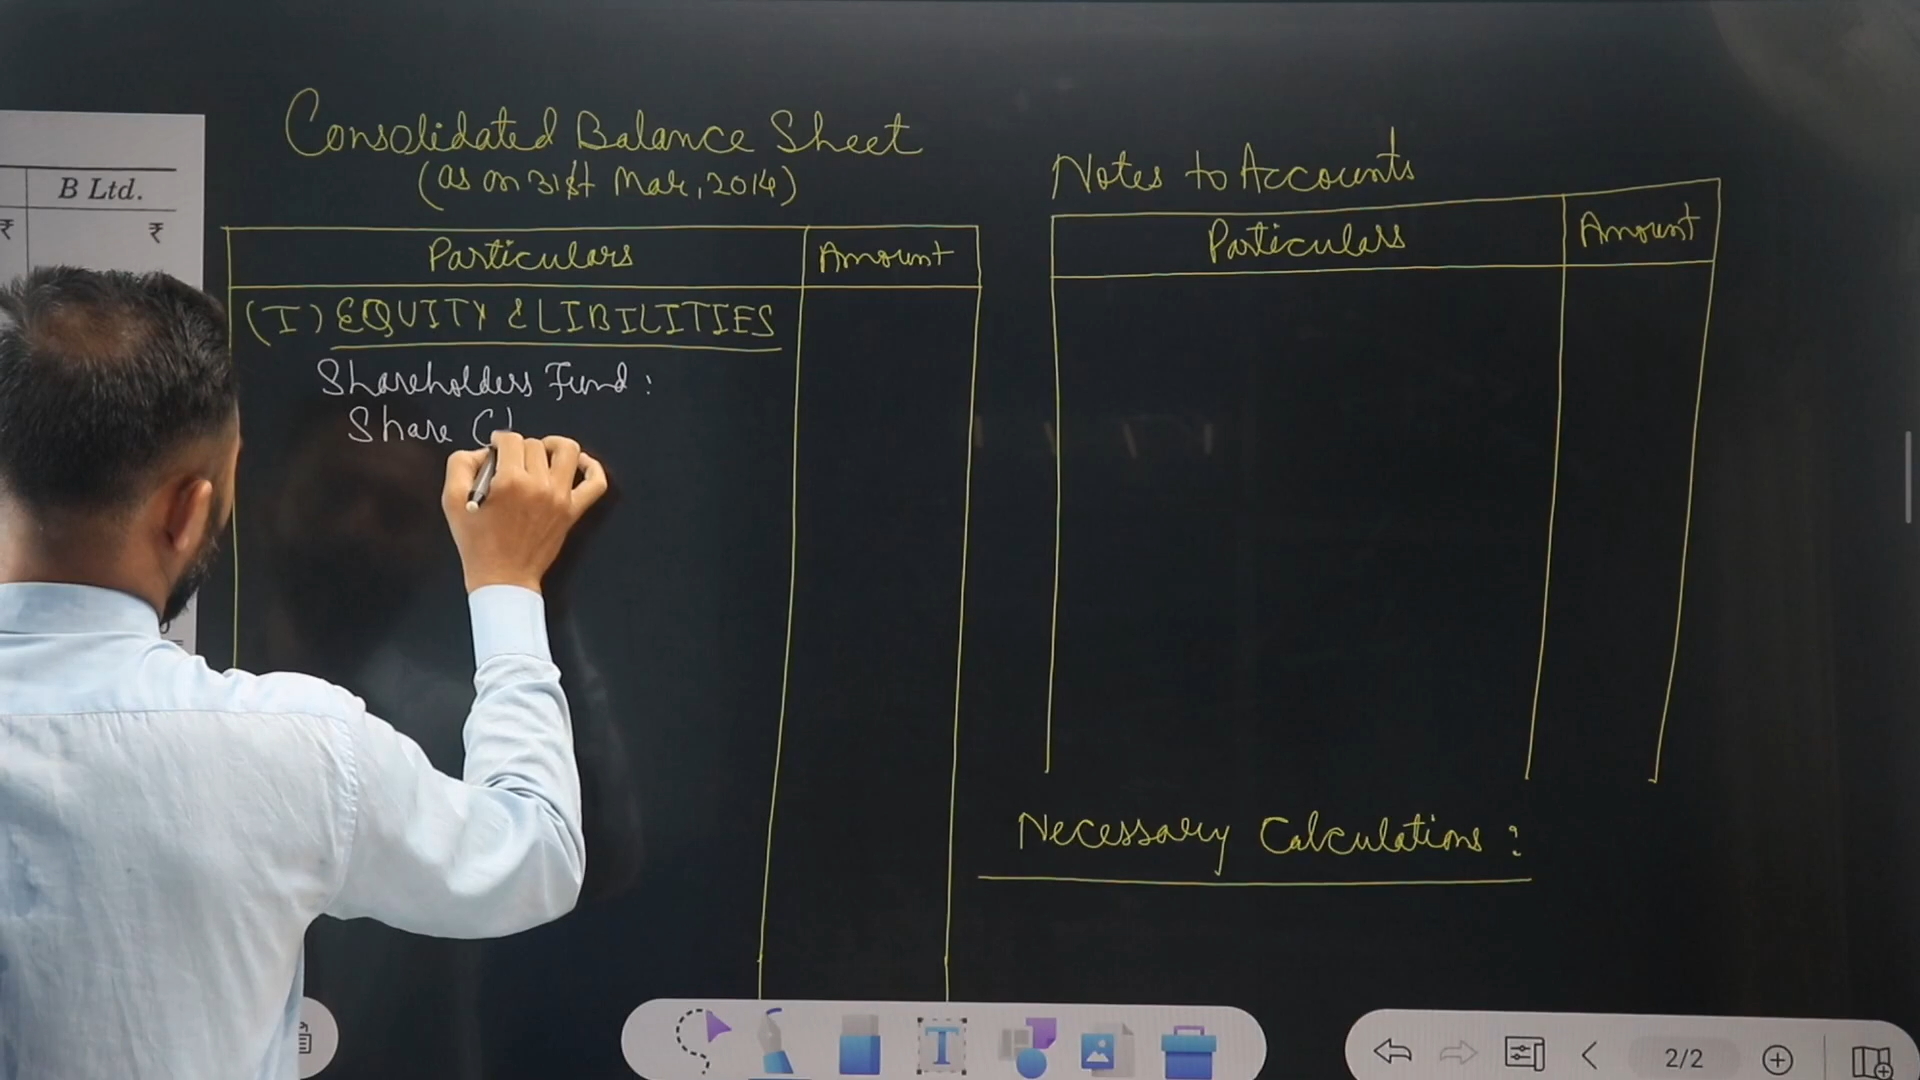 B Ltd.
₹ ₹
Consolidated Balance Sheet
(as on 31st Mar, 2014)
Particulars Amount
(I) EQUITY & LIBILITIES
Shareholders Fund:
Share
Notes to Accounts
Particulars Amount
Necessary Calculations :
T
2/2